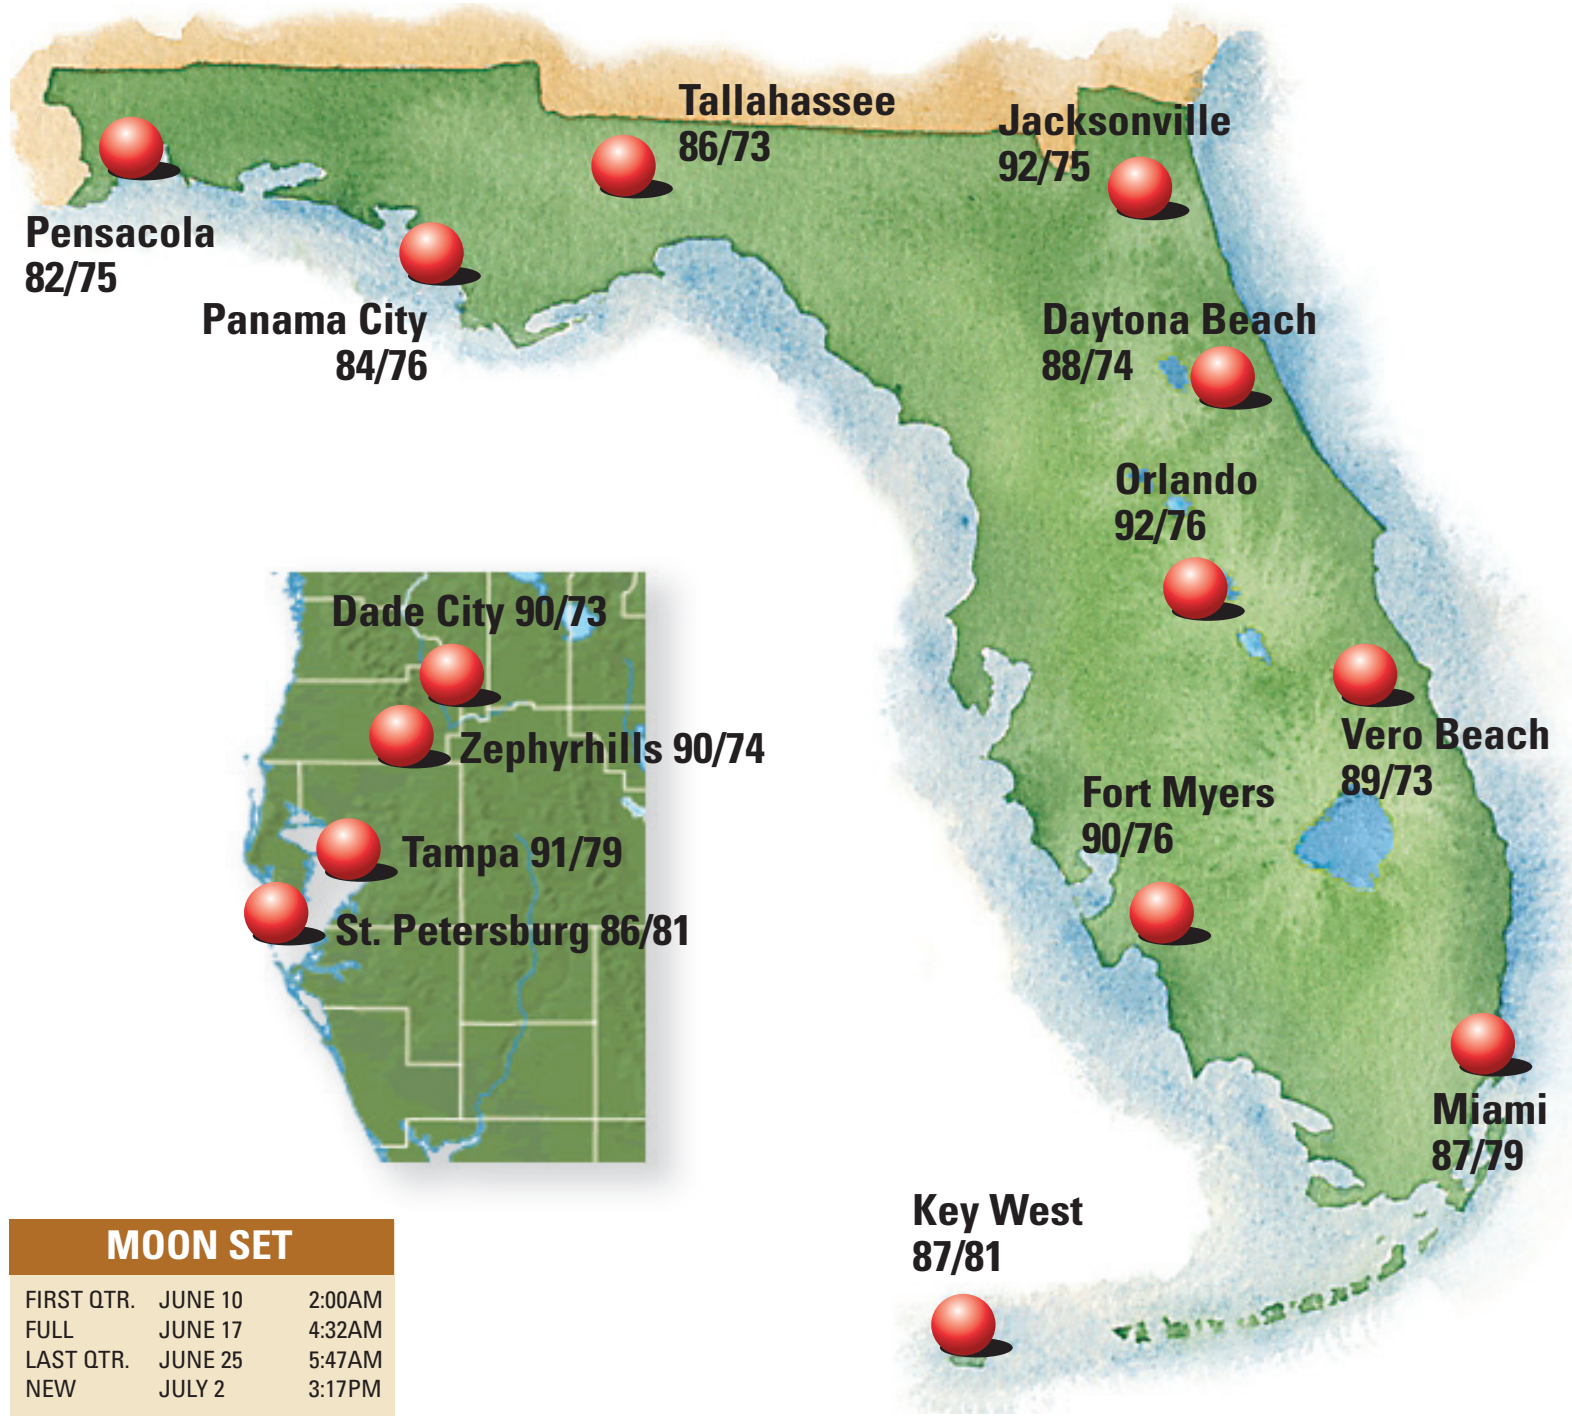 Tallahassee
86/73
Jacksonville
92/75
Pensacola
82/75
Panama City
84/76
Daytona Beach
88/74
Orlando
92/76
Dade City 90/73
Zephyrhills 90/74
Vero Beach
89/73
Fort Myers
90/76
Tampa 91/79
St. Petersburg 86/81
Miami
87/79
Key West
87/81
MOON SET
FIRST QTR. JUNE 10 2:00AM
FULL JUNE 17 4:32AM
LAST QTR. JUNE 25 5:47AM
NEW JULY 2 3:17PM